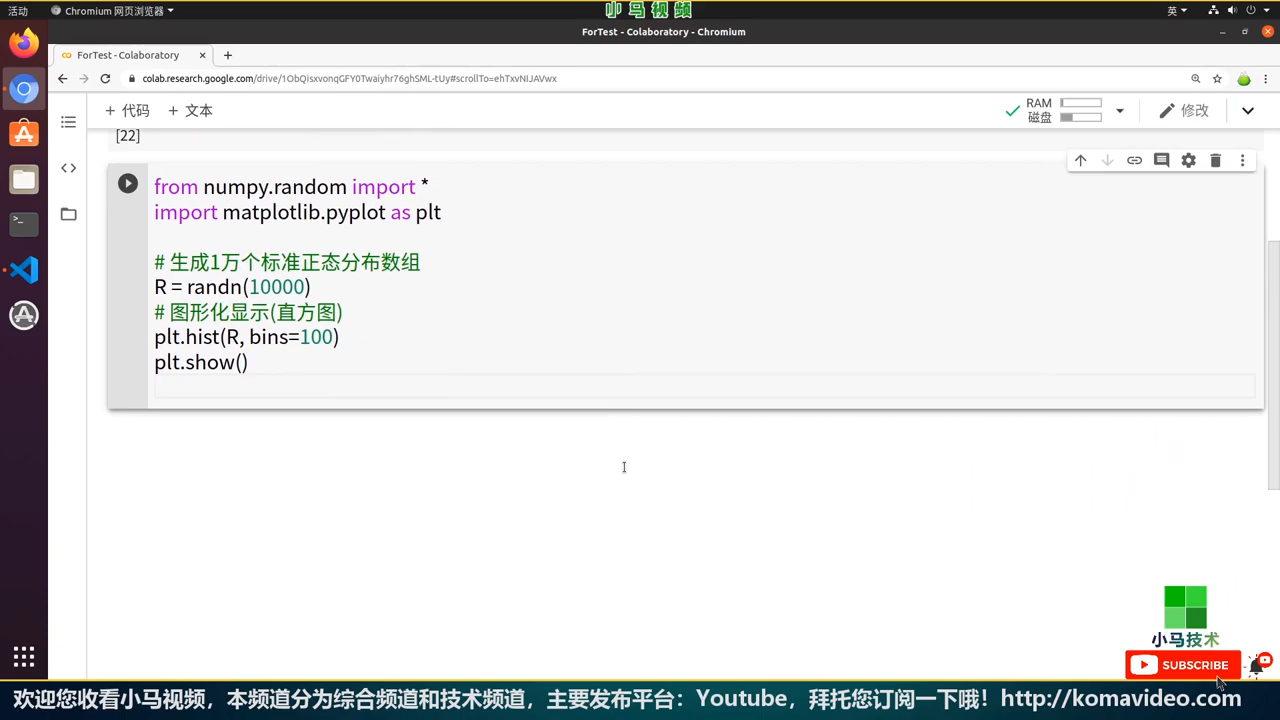 活动
Chromium 网页浏览器
小马视频
英
ForTest - Colaboratory - Chromium
ForTest - Colaboratory
colab.research.google.com/drive/1ObQisxvonqGFY0Twaiyhr76ghSML-tUy#scrollTo=ehTxvNIJAVwx
+ 代码 + 文本
RAM
磁盘
修改
[22]
from numpy.random import *
import matplotlib.pyplot as plt
# 生成1万个标准正态分布数组
R = randn(10000)
# 图形化显示(直方图)
plt.hist(R, bins=100)
plt.show()
小马技术
SUBSCRIBE
欢迎您收看小马视频，本频道分为综合频道和技术频道，主要发布平台：Youtube，拜托您订阅一下哦！http://komavideo.com